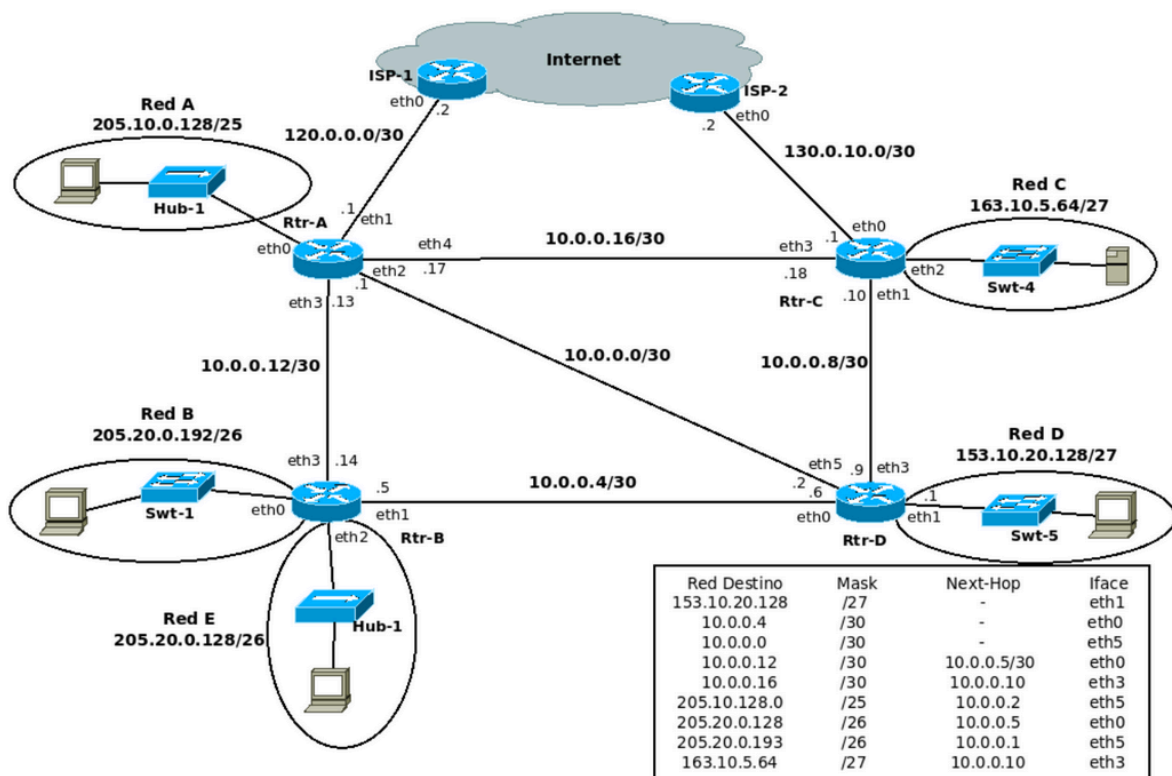 Internet
ISP-1
eth0
.2
ISP-2
eth0
.2
Red A
205.10.0.128/25
120.0.0.0/30
130.0.10.0/30
Hub-1
Rtr-A
.1
eth1
eth0
eth4
.17
eth2
.1
eth3
.13
10.0.0.16/30
Red C
163.10.5.64/27
eth0
.1
eth3
.18
eth2
Rtr-C
.10
eth1
Swt-4
10.0.0.12/30
10.0.0.0/30
10.0.0.8/30
Red B
205.20.0.192/26
Red D
153.10.20.128/27
eth3
.14
Swt-1
eth0
.5
eth1
Rtr-B
eth2
10.0.0.4/30
eth5
.9
eth3
.2
.6
eth0
.1
eth1
Rtr-D
Swt-5
Red E
205.20.0.128/26
Hub-1
Red Destino Mask Next-Hop Iface
153.10.20.128 /27 - eth1
10.0.0.4 /30 - eth0
10.0.0.0 /30 - eth5
10.0.0.12 /30 10.0.0.5/30 eth0
10.0.0.16 /30 10.0.0.10 eth3
205.10.128.0 /25 10.0.0.2 eth5
205.20.0.128 /26 10.0.0.5 eth0
205.20.0.193 /26 10.0.0.1 eth5
163.10.5.64 /27 10.0.0.10 eth3